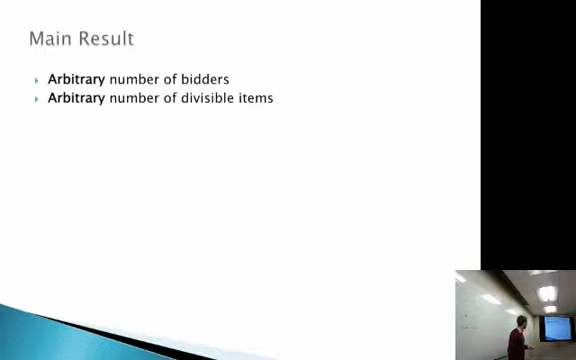 Main Result
Arbitrary number of bidders
Arbitrary number of divisible items